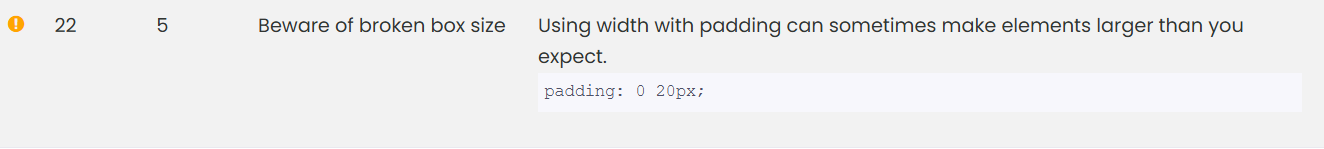 22 5 Beware of broken box size Using width with padding can sometimes make elements larger than you
expect.
padding: 0 20px;